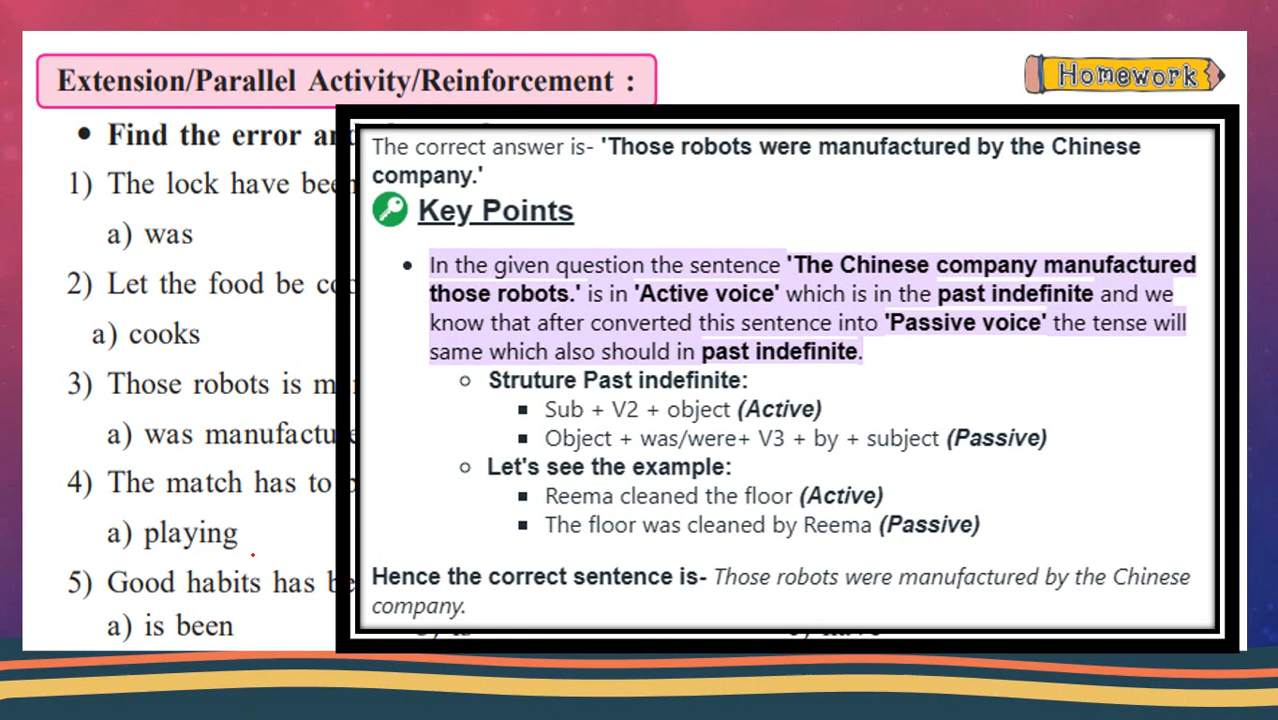 Extension/Parallel Activity/Reinforcement :
Homework
• Find the error and
1) The lock have been
a) was
2) Let the food be
a) cooks
3) Those robots is
a) was
4) The match has to
a) playing
5) Good habits has
a) is been
The correct answer is- 'Those robots were manufactured by the Chinese
company.'
Key Points
• In the given question the sentence 'The Chinese company manufactured
those robots.' is in 'Active voice' which is in the past indefinite and we
know that after converted this sentence into 'Passive voice' the tense will
same which also should in past indefinite.
Struture Past indefinite:
Sub + V2 + object (Active)
Object + was/were+ V3 + by + subject (Passive)
Let's see the example:
Reema cleaned the floor (Active)
The floor was cleaned by Reema (Passive)
Hence the correct sentence is- Those robots were manufactured by the Chinese
company.